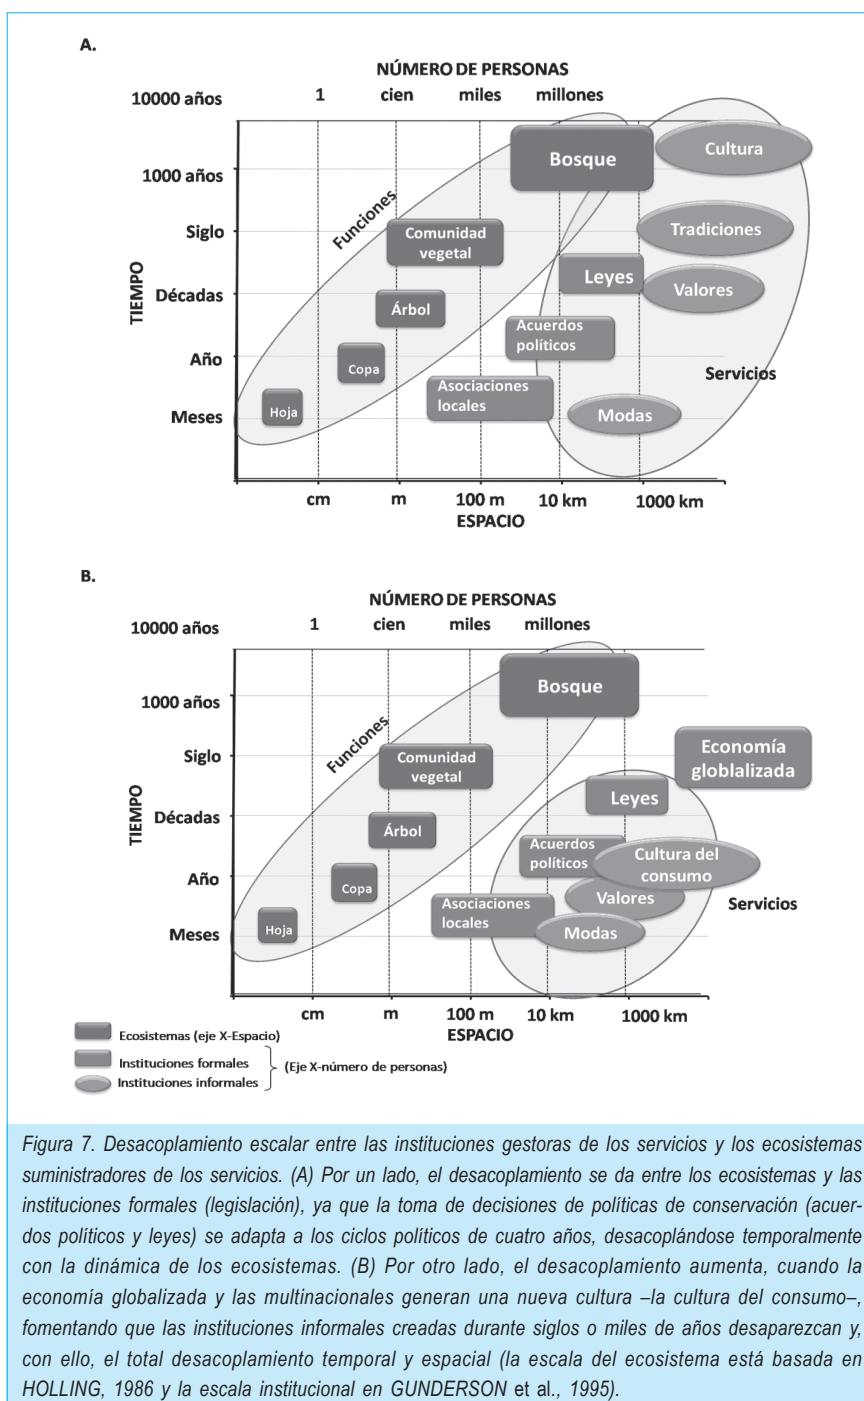 A.
NÚMERO DE PERSONAS
10000 años 1 cien miles millones
Bosque
Cultura
1000 años
Funciones
Siglo
Comunidad
vegetal
Tradiciones
TIEMPO
Leyes
Valores
Décadas
Árbol
Acuerdos
políticos
Año
Copa
Servicios
Asociaciones
locales
Hoja
Modas
Meses
cm m 100 m 10 km 1000 km
ESPACIO
B.
NÚMERO DE PERSONAS
10000 años 1 cien miles millones
Bosque
1000 años
Funciones
Siglo
Comunidad
vegetal
Economía
globlalizada
Leyes
TIEMPO
Décadas
Árbol
Acuerdos
políticos
Cultura del
consumo
Año
Copa
Valores
Servicios
Asociaciones
locales
Hoja
Modas
Meses
cm m 100 m 10 km 1000 km
ESPACIO
Ecosistemas (eje X-Espacio)
Instituciones formales
(Eje X-número de personas)
Instituciones informales
Figura 7. Desacoplamiento escalar entre las instituciones gestoras de los servicios y los ecosistemas
suministradores de los servicios. (A) Por un lado, el desacoplamiento se da entre los ecosistemas y las
instituciones formales (legislación), ya que la toma de decisiones de políticas de conservación (acuer-
dos políticos y leyes) se adapta a los ciclos políticos de cuatro años, desacoplándose temporalmente
con la dinámica de los ecosistemas. (B) Por otro lado, el desacoplamiento aumenta, cuando la
economía globalizada y las multinacionales generan una nueva cultura –la cultura del consumo–,
fomentando que las instituciones informales creadas durante siglos o miles de años desaparezcan y,
con ello, el total desacoplamiento temporal y espacial (la escala del ecosistema está basada en
HOLLING, 1986 y la escala institucional en GUNDERSON et al., 1995).